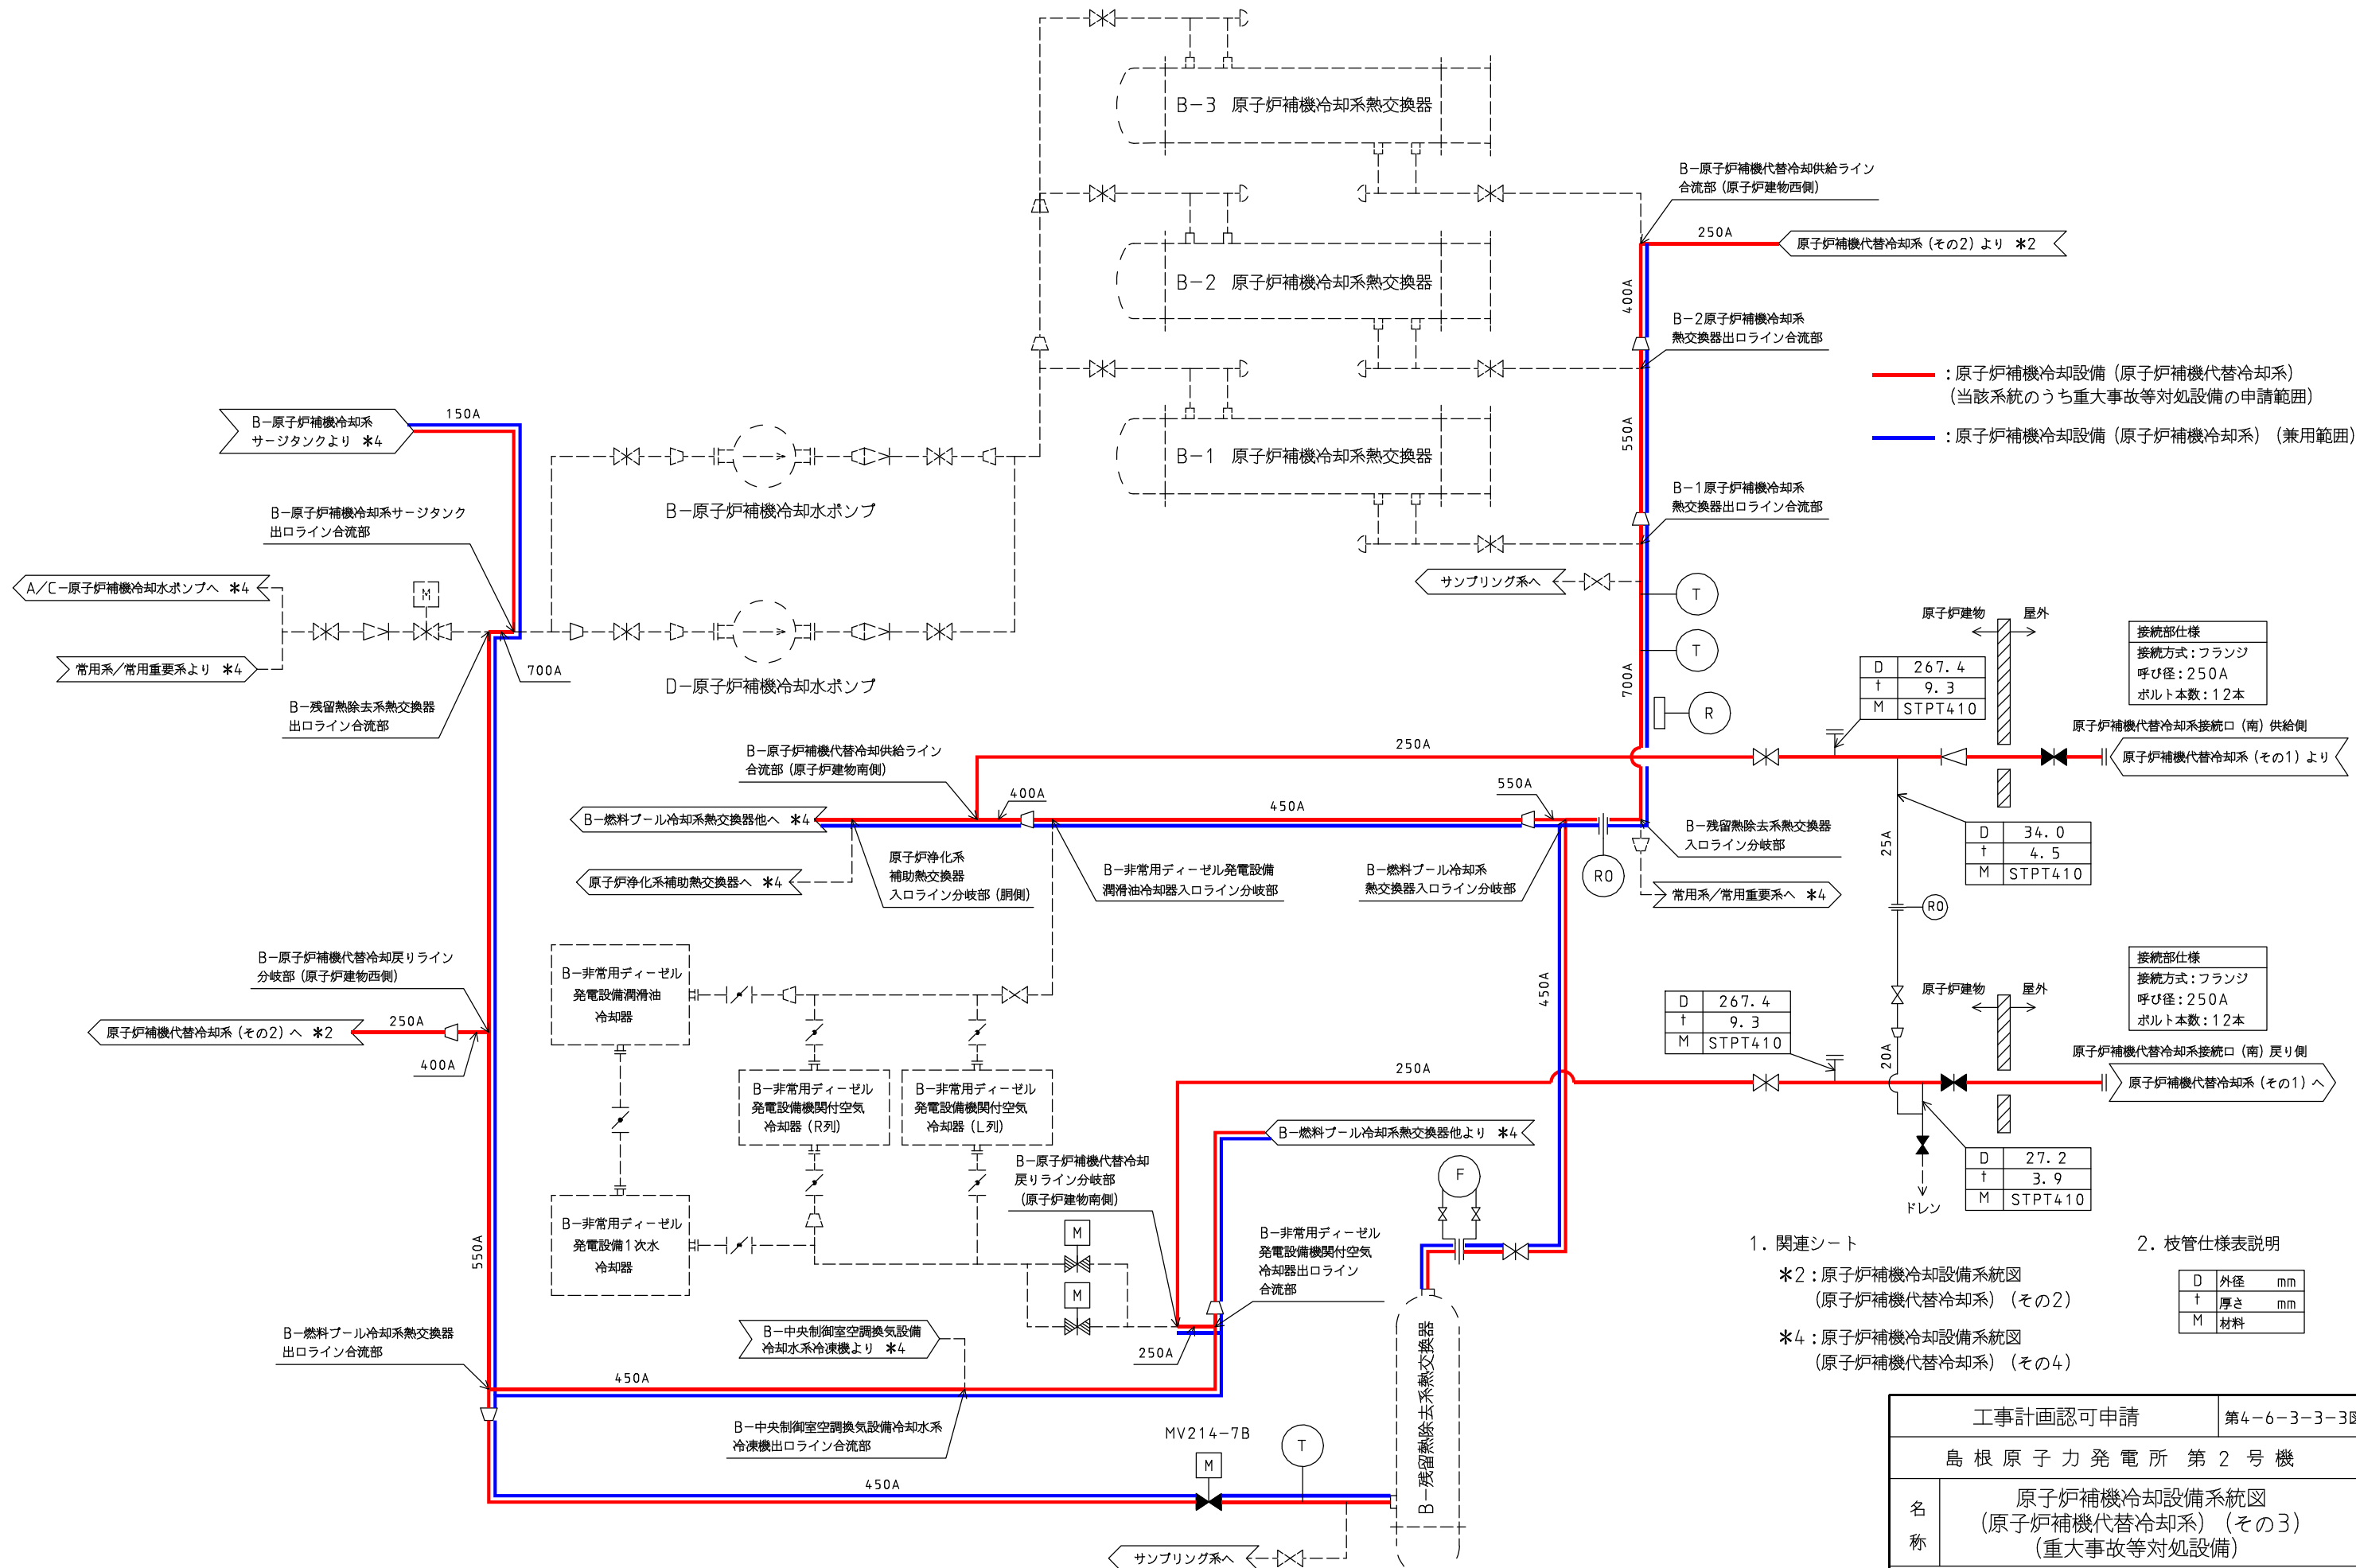 B−3 原子炉補機冷却系熱交換器
B−2 原子炉補機冷却系熱交換器
B−1 原子炉補機冷却系熱交換器
B−原子炉補機代替冷却供給ライン
合流部（原子炉建物西側）
250A
原子炉補機代替冷却系（その2）より ＊2
400A
B−2原子炉補機冷却系
熱交換器出口ライン合流部
550A
B−1原子炉補機冷却系
熱交換器出口ライン合流部
：原子炉補機冷却設備（原子炉補機代替冷却系）
（当該系統のうち重大事故等対処設備の申請範囲）
：原子炉補機冷却設備（原子炉補機冷却系）（兼用範囲）
B−原子炉補機冷却系
サージタンクより ＊4
150A
B−原子炉補機冷却系サージタンク
出口ライン合流部
B−原子炉補機冷却水ポンプ
D−原子炉補機冷却水ポンプ
A／C−原子炉補機冷却水ポンプへ ＊4
M
常用系／常用重要系より ＊4
700A
B−残留熱除去系熱交換器
出口ライン合流部
サンプリング系へ
T
T
R
700A
原子炉建物
屋外
D 267.4
t 9.3
M STPT410
接続部仕様
接続方式：フランジ
呼び径：250A
ボルト本数：12本
原子炉補機代替冷却系接続口（南）供給側
原子炉補機代替冷却系（その1）より
250A
B−原子炉補機代替冷却供給ライン
合流部（原子炉建物南側）
400A
450A
550A
B−燃料プール冷却系熱交換器他へ ＊4
原子炉浄化系補助熱交換器へ ＊4
原子炉浄化系
補助熱交換器
入口ライン分岐部（胴側）
B−非常用ディーゼル発電設備
潤滑油冷却器入口ライン分岐部
B−燃料プール冷却系
熱交換器入口ライン分岐部
RO
B−残留熱除去系熱交換器
入口ライン分岐部
常用系／常用重要系へ ＊4
25A
D 34.0
t 4.5
M STPT410
RO
B−原子炉補機代替冷却戻りライン
分岐部（原子炉建物西側）
原子炉補機代替冷却系（その2）へ ＊2
250A
400A
B−非常用ディーゼル
発電設備潤滑油
冷却器
B−非常用ディーゼル
発電設備機関付空気
冷却器（R列）
B−非常用ディーゼル
発電設備機関付空気
冷却器（L列）
B−非常用ディーゼル
発電設備1次水
冷却器
450A
D 267.4
t 9.3
M STPT410
20A
原子炉建物
屋外
接続部仕様
接続方式：フランジ
呼び径：250A
ボルト本数：12本
原子炉補機代替冷却系接続口（南）戻り側
原子炉補機代替冷却系（その1）へ
250A
D 27.2
t 3.9
M STPT410
ドレン
B−燃料プール冷却系熱交換器他より ＊4
B−原子炉補機代替冷却
戻りライン分岐部
（原子炉建物南側）
F
B−非常用ディーゼル
発電設備機関付空気
冷却器出口ライン
合流部
M
M
250A
550A
B−燃料プール冷却系熱交換器
出口ライン合流部
B−中央制御室空調換気設備
冷却水系冷凍機より ＊4
450A
B−中央制御室空調換気設備冷却水系
冷凍機出口ライン合流部
MV214−7B
M
T
450A
B−残留熱除去系熱交換器
サンプリング系へ
1．関連シート
＊2：原子炉補機冷却設備系統図
（原子炉補機代替冷却系）（その2）
＊4：原子炉補機冷却設備系統図
（原子炉補機代替冷却系）（その4）
2．枝管仕様表説明
D 外径 mm
t 厚さ mm
M 材料
工事計画認可申請 第4−6−3−3−3図
島根原子力発電所 第2号機
名称
原子炉補機冷却設備系統図
（原子炉補機代替冷却系）（その3）
（重大事故等対処設備）